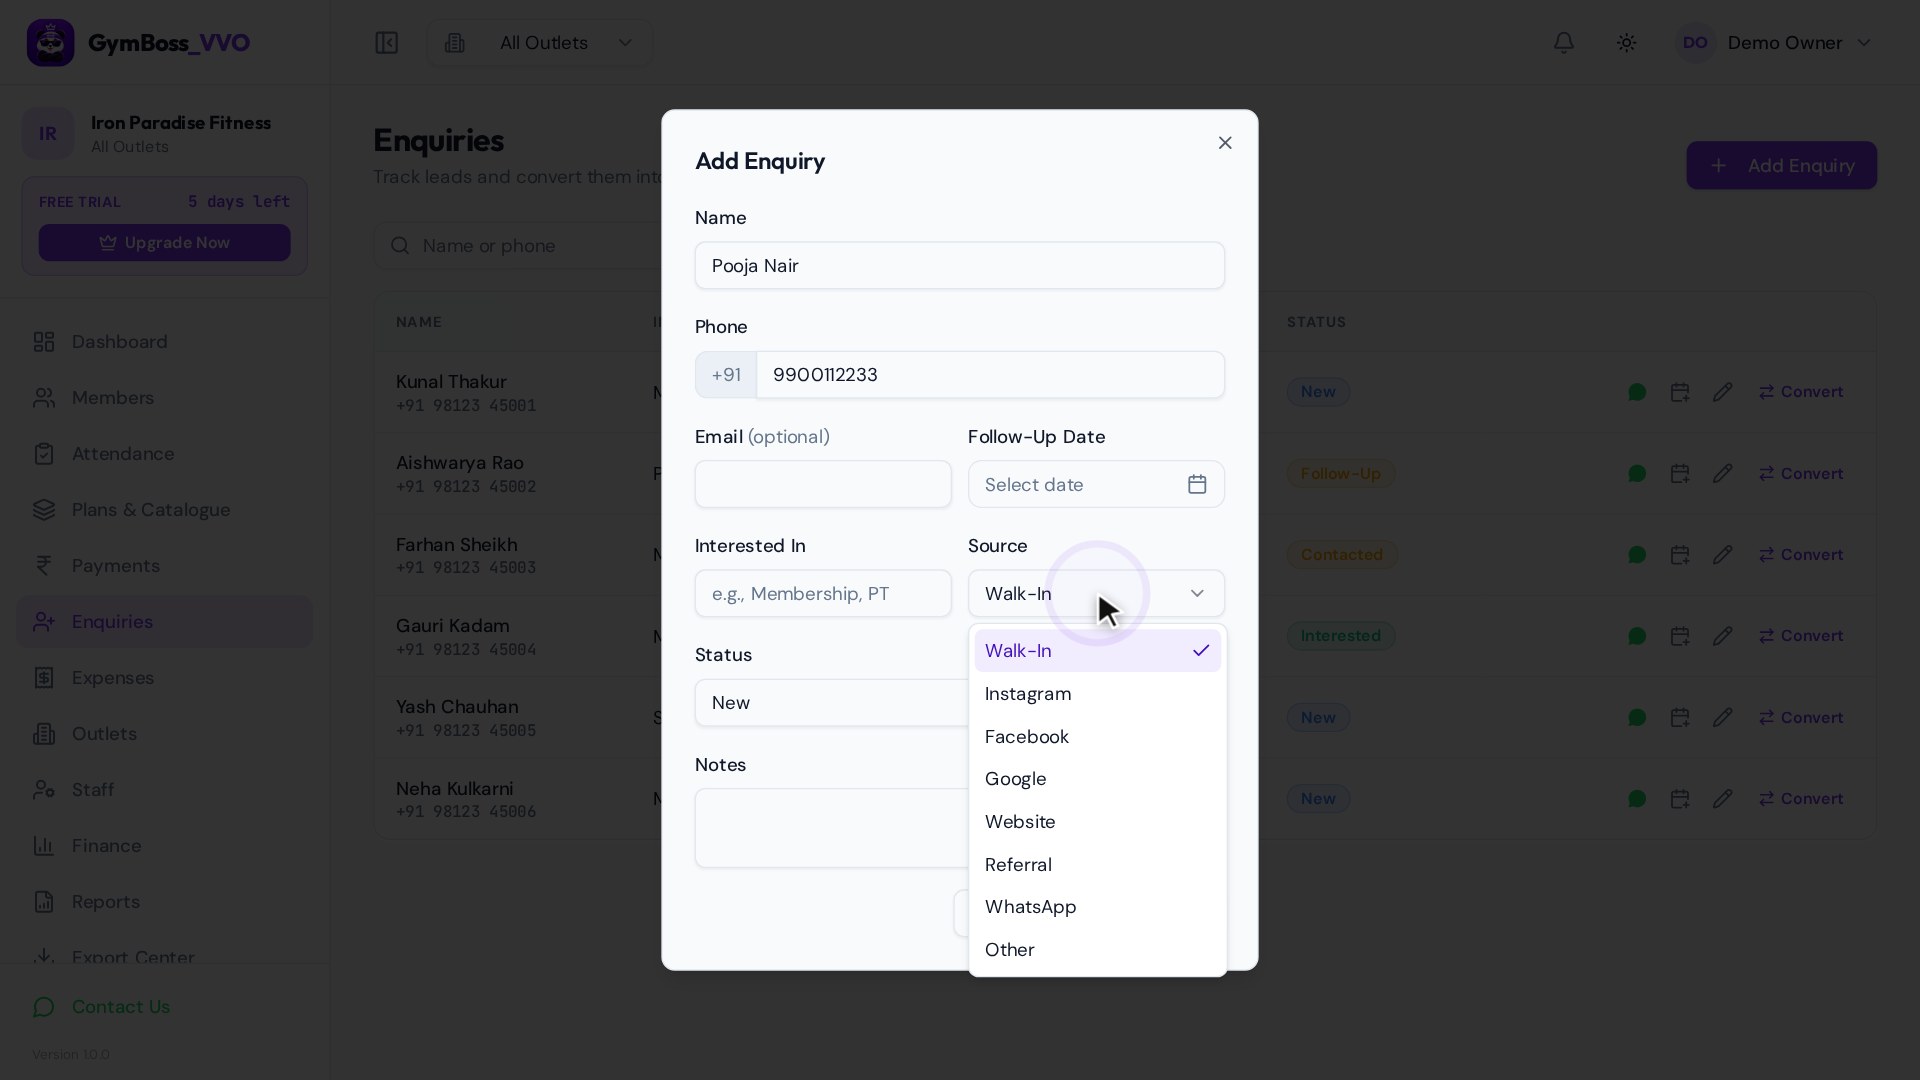 GymBoss_VVO
All Outlets
DO
Demo Owner
IR
Iron Paradise Fitness
All Outlets
FREE TRIAL
5 days left
Upgrade Now
Dashboard
Members
Attendance
Plans & Catalogue
Payments
Enquiries
Expenses
Outlets
Staff
Finance
Reports
Export Center
Contact Us
Version 1.0.0
Enquiries
Track leads and convert them
Add Enquiry
Name or phone
NAME
STATUS
Kunal Thakur
+91 98123 45001
New
Convert
Aishwarya Rao
+91 98123 45002
Follow-Up
Convert
Farhan Sheikh
+91 98123 45003
Contacted
Convert
Gauri Kadam
+91 98123 45004
Interested
Convert
Yash Chauhan
+91 98123 45005
New
Convert
Neha Kulkarni
+91 98123 45006
New
Convert
Add Enquiry
Name
Pooja Nair
Phone
+91
9900112233
Email (optional)
Follow-Up Date
Select date
Interested In
Source
e.g., Membership, PT
Walk-In
Status
New
Notes
Walk-In
Instagram
Facebook
Google
Website
Referral
WhatsApp
Other